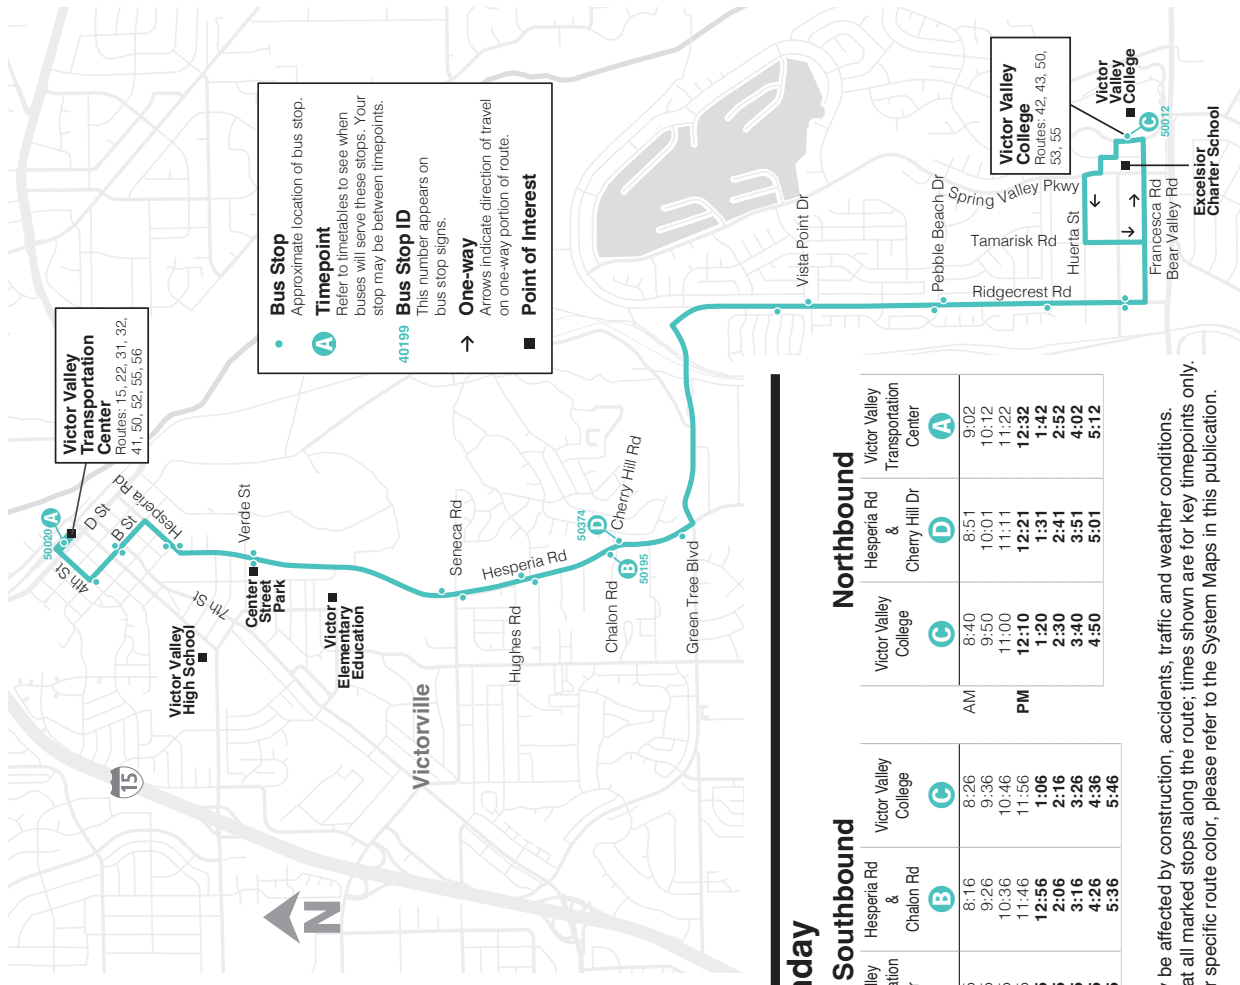 Victor Valley
Transportation
Center
Routes: 15, 22, 31, 32,
41, 50, 52, 55, 56
50020 A
D St
B St
4th St
Hesperia Rd
7th St
Verde St
Victor Valley
High School
Center
Street
Park
Victor
Elementary
Education
Seneca Rd
Hesperia Rd
Hughes Rd
Chalon Rd
Cherry Hill Rd
50374
D
B
50195
Green Tree Blvd
Victorville
15
N
Bus Stop
Approximate location of bus stop.
A
Timepoint
Refer to timetables to see when
buses will serve these stops. Your
stop may be between timepoints.
40199
Bus Stop ID
This number appears on
bus stop signs.
One-way
Arrows indicate direction of travel
on one-way portion of route.
Point of Interest
Vista Point Dr
Pebble Beach Dr
Ridgecrest Rd
Spring Valley Pkwy
Tamarisk Rd
Huerta St
Francesca Rd
Bear Valley Rd
Victor Valley
College
Routes: 42, 43, 50,
53, 55
Victor
Valley
College
C
50012
Excelsior
Charter School
nday
Southbound
lley
ation
r
Hesperia Rd
&
Chalon Rd
Victor Valley
College
B C
8:16 8:26
9:26 9:36
10:36 10:46
11:46 11:56
12:56 1:06
2:06 2:16
3:16 3:26
4:26 4:36
5:36 5:46
Northbound
Victor Valley
College
Hesperia Rd
&
Cherry Hill Dr
Victor Valley
Transportation
Center
C D A
AM 8:40 8:51 9:02
9:50 10:01 10:12
11:00 11:11 11:22
PM 12:10 12:21 12:32
1:20 1:31 1:42
2:30 2:41 2:52
3:40 3:51 4:02
4:50 5:01 5:12
be affected by construction, accidents, traffic and weather conditions.
at all marked stops along the route; times shown are for key timepoints only.
r specific route color, please refer to the System Maps in this publication.